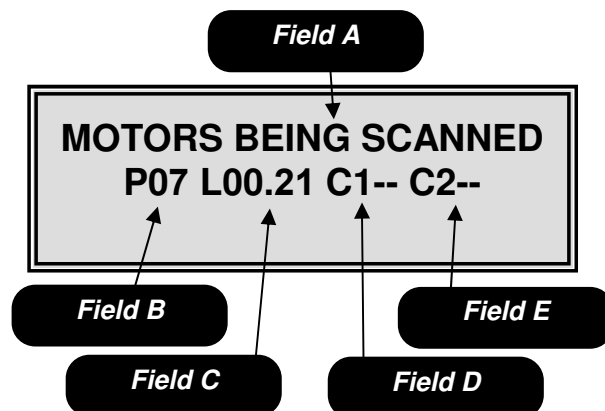 Field A
MOTORS BEING SCANNED
P07 L00.21 C1-- C2--
Field B
Field E
Field C
Field D